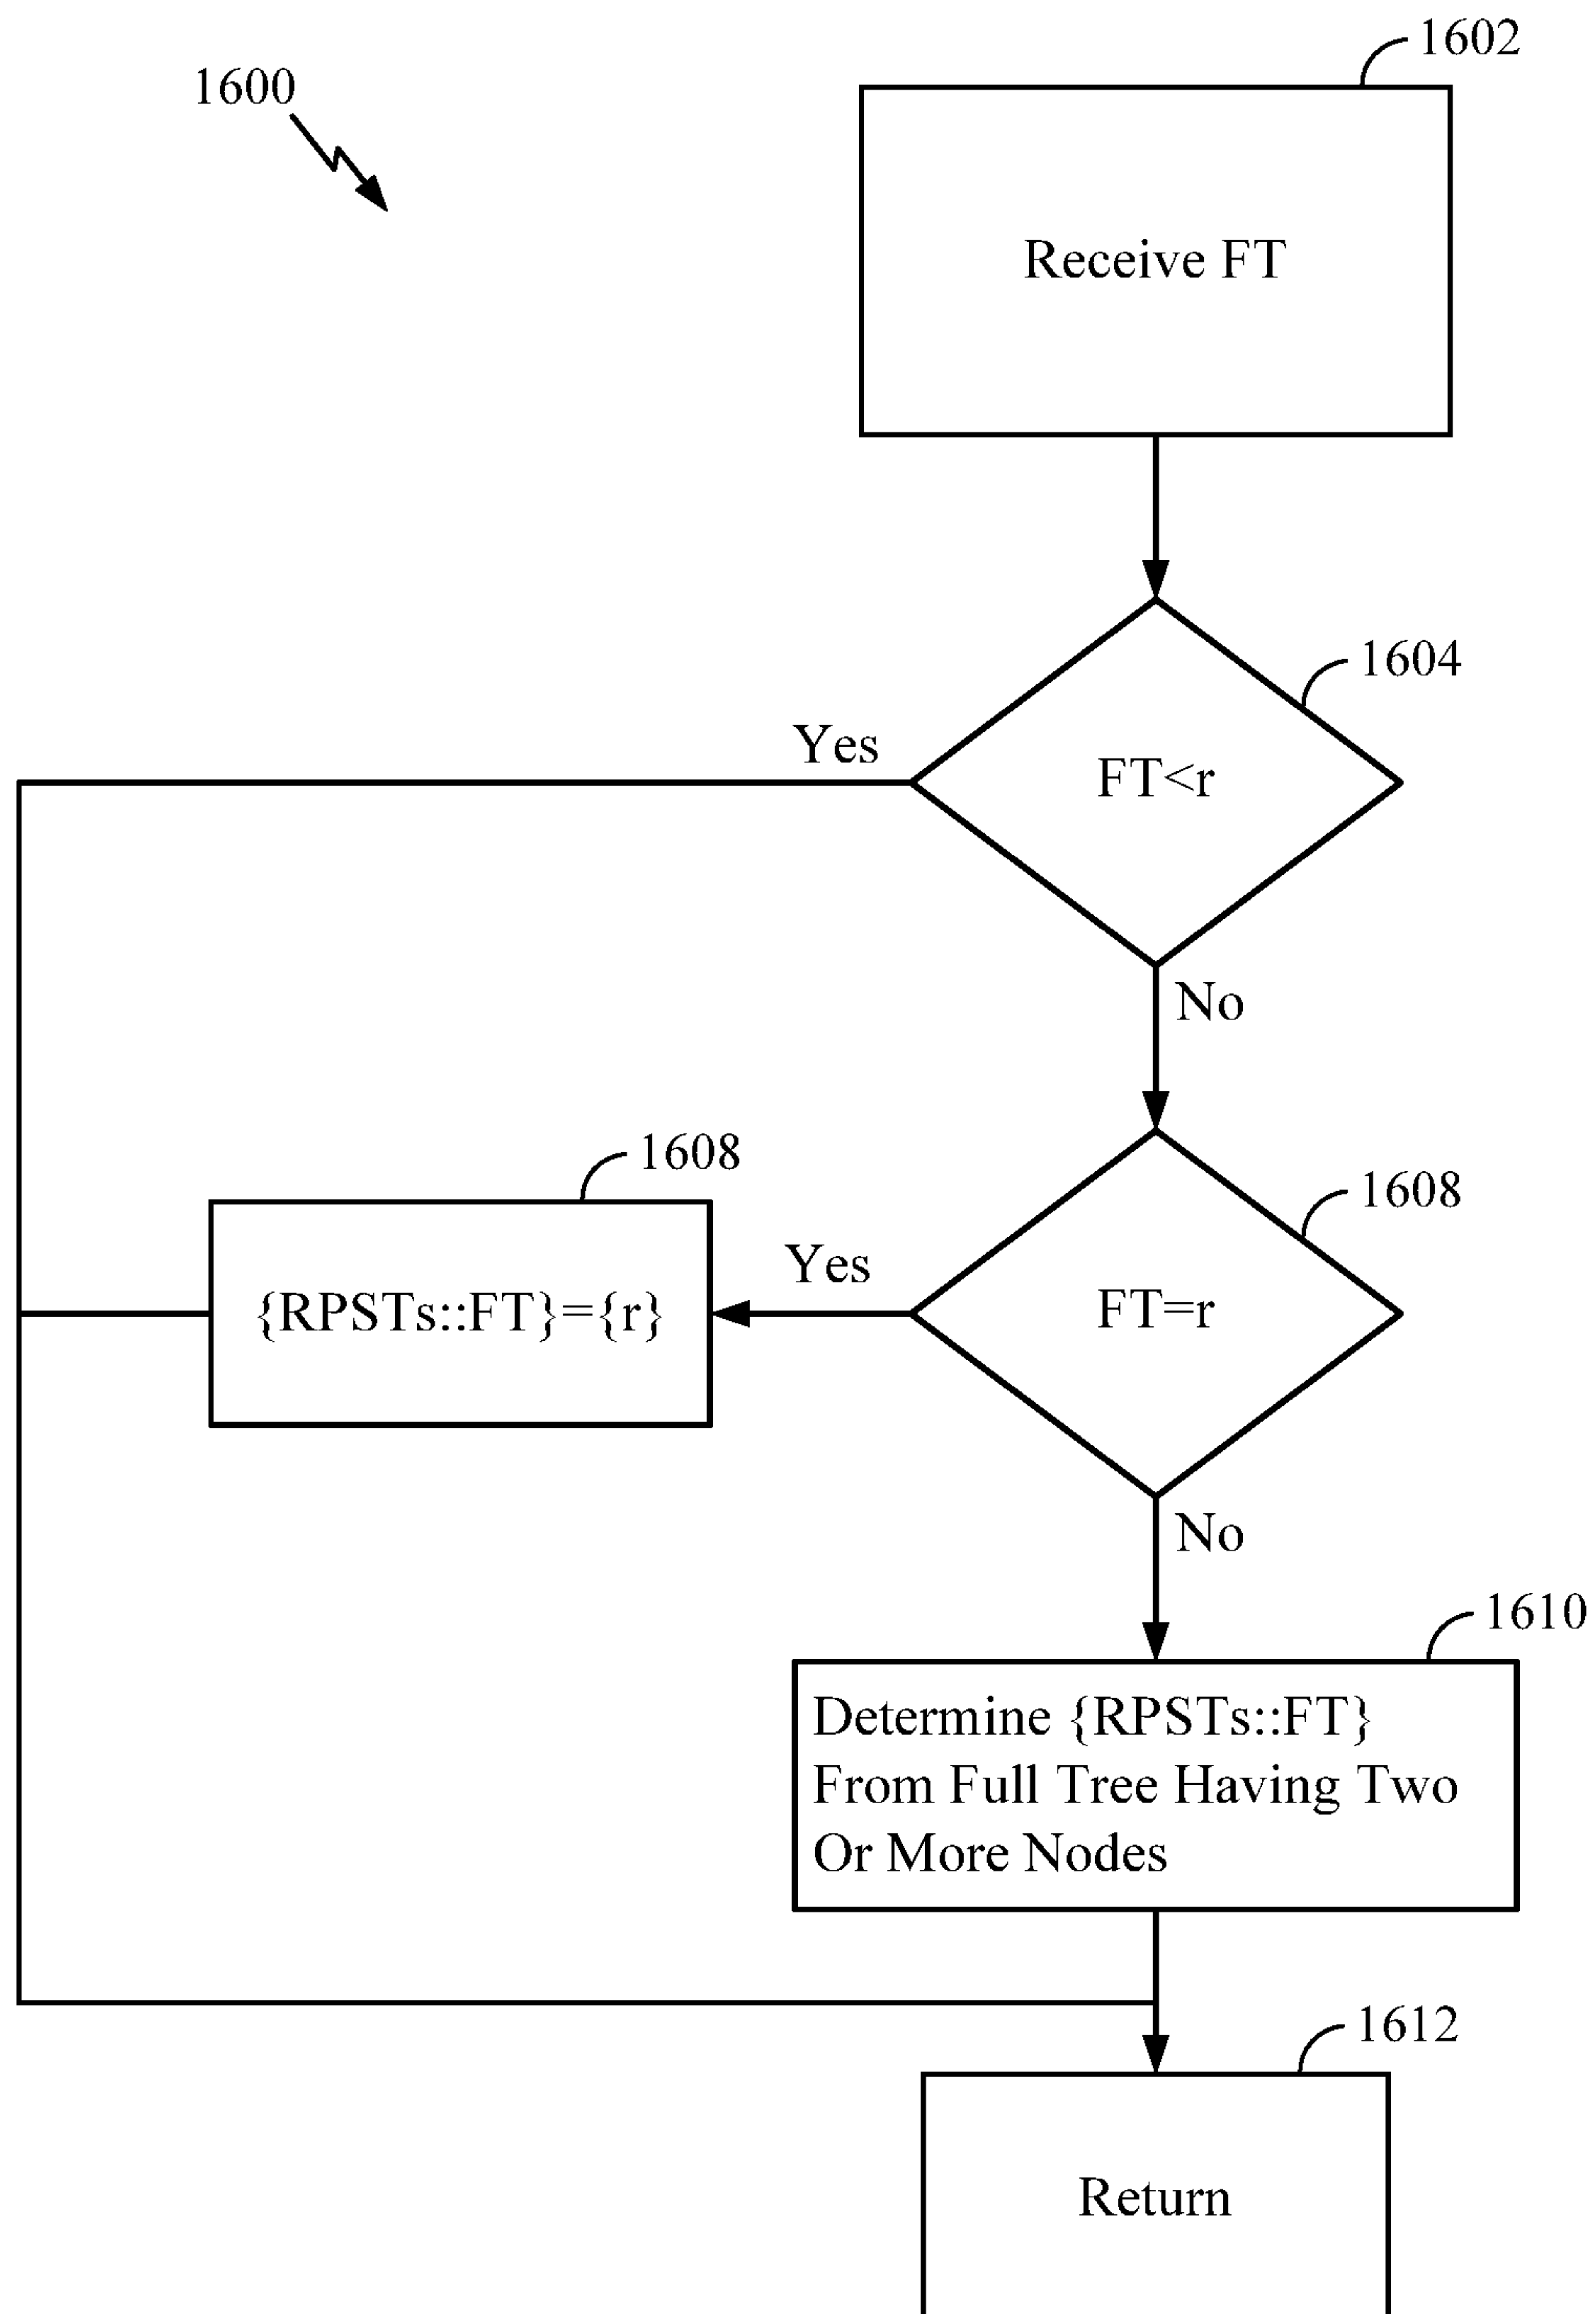 1602
1600
Receive FT
1604
Yes
FT<r
No
1608
1608
Yes
{RPSTs::FT}={r}
FT=r
No
1610
Determine {RPSTs::FT}
From Full Tree Having Two
Or More Nodes
1612
Return